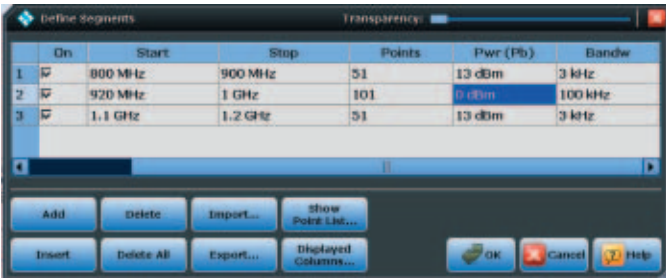 Define Segments Transparency:
On Start Stop Points Pwr (Pb) Bandw
1 800 MHz 900 MHz 51 13 dBm 3 kHz
2 920 MHz 1 GHz 101 0 dBm 100 kHz
3 1.1 GHz 1.2 GHz 51 13 dBm 3 kHz
Add Delete Import... Show Point List...
Insert Delete All Export... Displayed Columns... OK Cancel Help